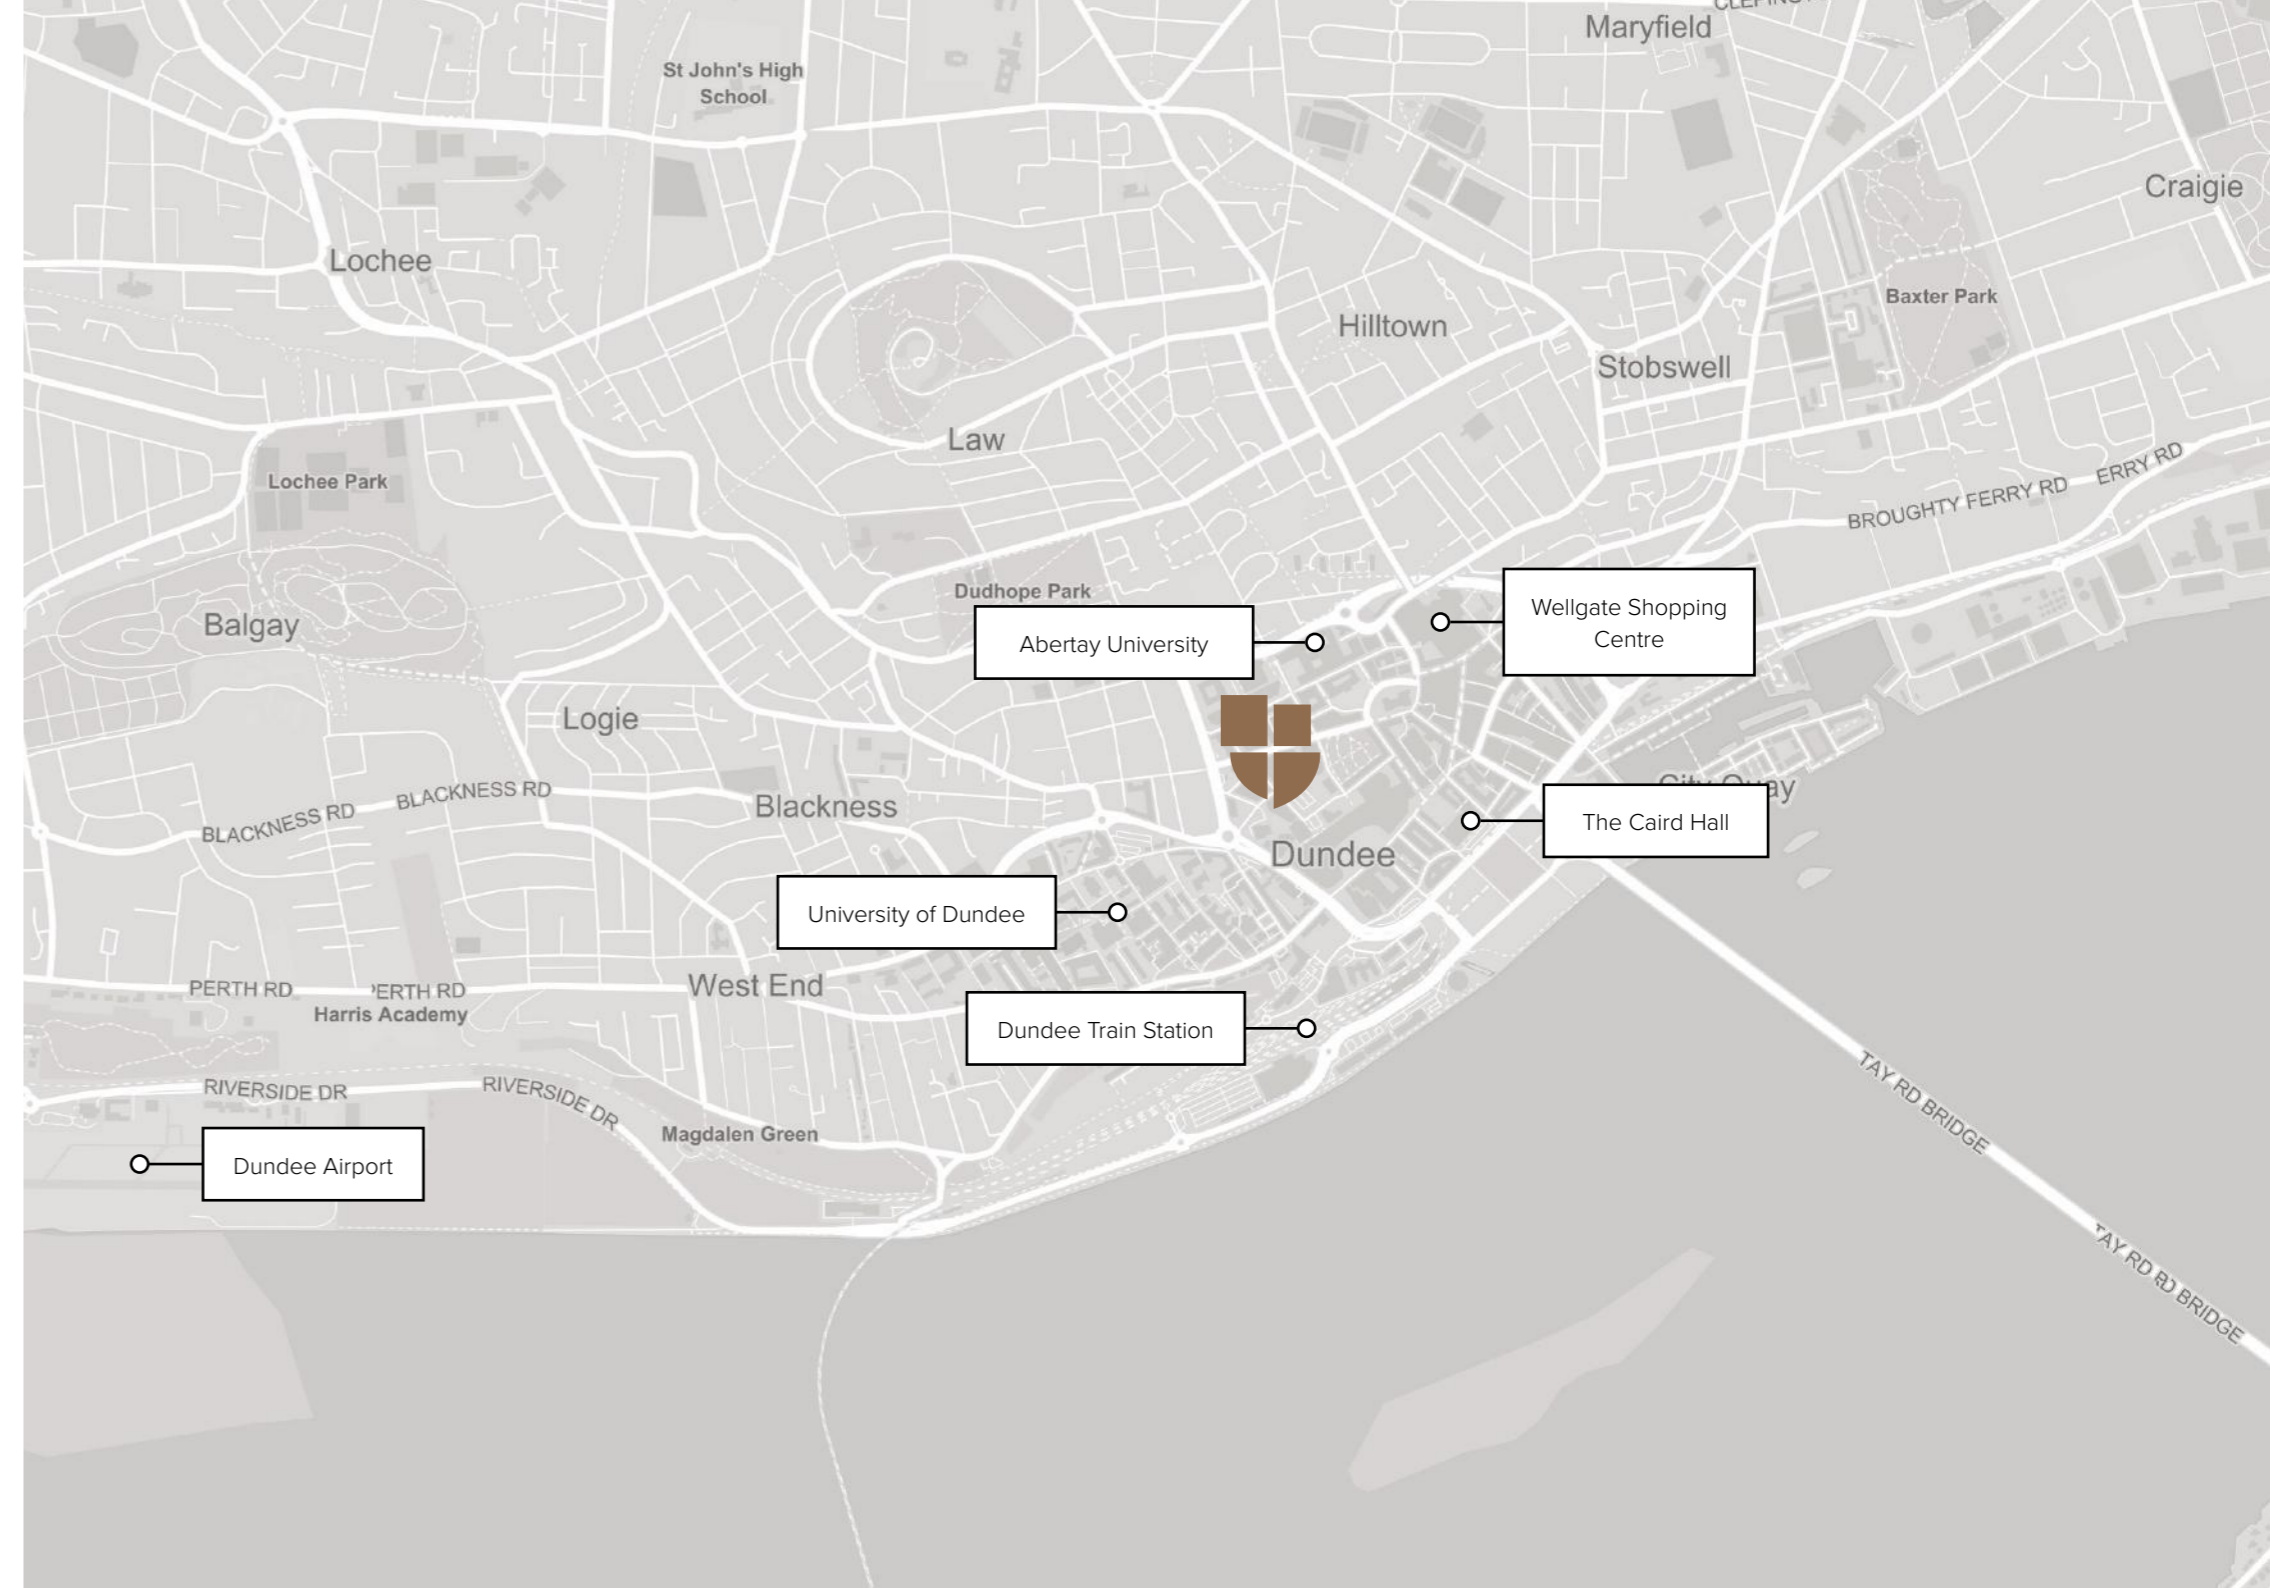 Maryfield
St John's High
School
Craigie
Lochee
Baxter Park
Hilltown
Stobswell
Law
Lochee Park
ERRY RD
BROUGHTY FERRY RD
Dudhope Park
Balgay
Abertay University
Wellgate Shopping
Centre
Logie
BLACKNESS RD
BLACKNESS RD
Blackness
The Caird Hall
Dundee
University of Dundee
West End
PERTH RD
ERTH RD
Harris Academy
Dundee Train Station
RIVERSIDE DR
RIVERSIDE DR
Magdalen Green
Dundee Airport
TAY RD BRIDGE
BRIDGE